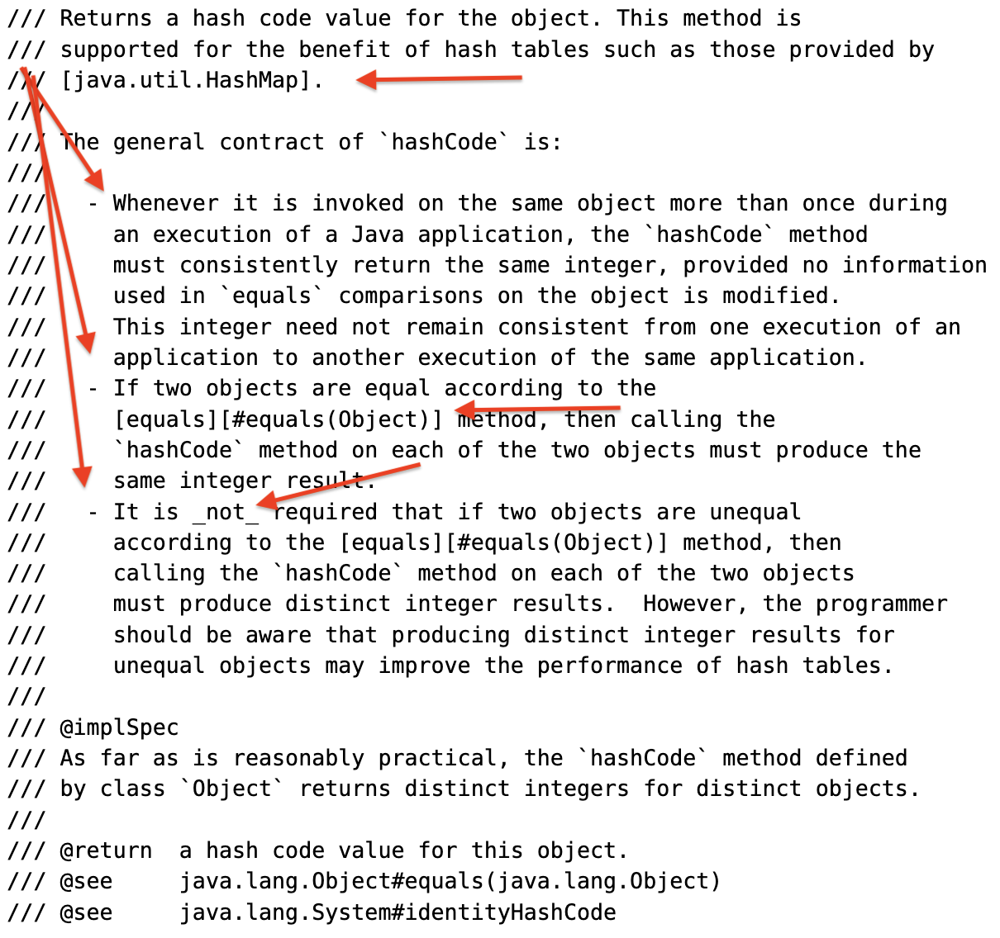 /// Returns a hash code value for the object. This method is
/// supported for the benefit of hash tables such as those provided by
/// [java.util.HashMap].
///
/// The general contract of `hashCode` is:
///
///   - Whenever it is invoked on the same object more than once during
///     an execution of a Java application, the `hashCode` method
///     must consistently return the same integer, provided no information
///     used in `equals` comparisons on the object is modified.
///     This integer need not remain consistent from one execution of an
///     application to another execution of the same application.
///   - If two objects are equal according to the
///     [equals][#equals(Object)] method, then calling the
///     `hashCode` method on each of the two objects must produce the
///     same integer result.
///   - It is _not_ required that if two objects are unequal
///     according to the [equals][#equals(Object)] method, then
///     calling the `hashCode` method on each of the two objects
///     must produce distinct integer results.  However, the programmer
///     should be aware that producing distinct integer results for
///     unequal objects may improve the performance of hash tables.
///
/// @implSpec
/// As far as is reasonably practical, the `hashCode` method defined
/// by class `Object` returns distinct integers for distinct objects.
///
/// @return  a hash code value for this object.
/// @see     java.lang.Object#equals(java.lang.Object)
/// @see     java.lang.System#identityHashCode